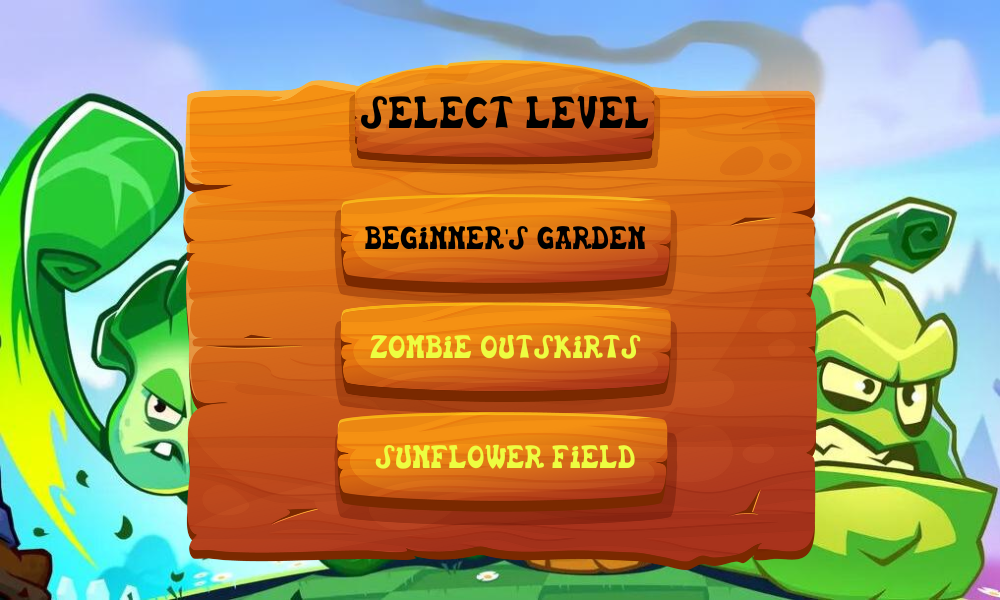 SELECT LEVEL
BEGINNER'S GARDEN
ZOMBIE OUTSKIRTS
SUNFLOWER FIELD